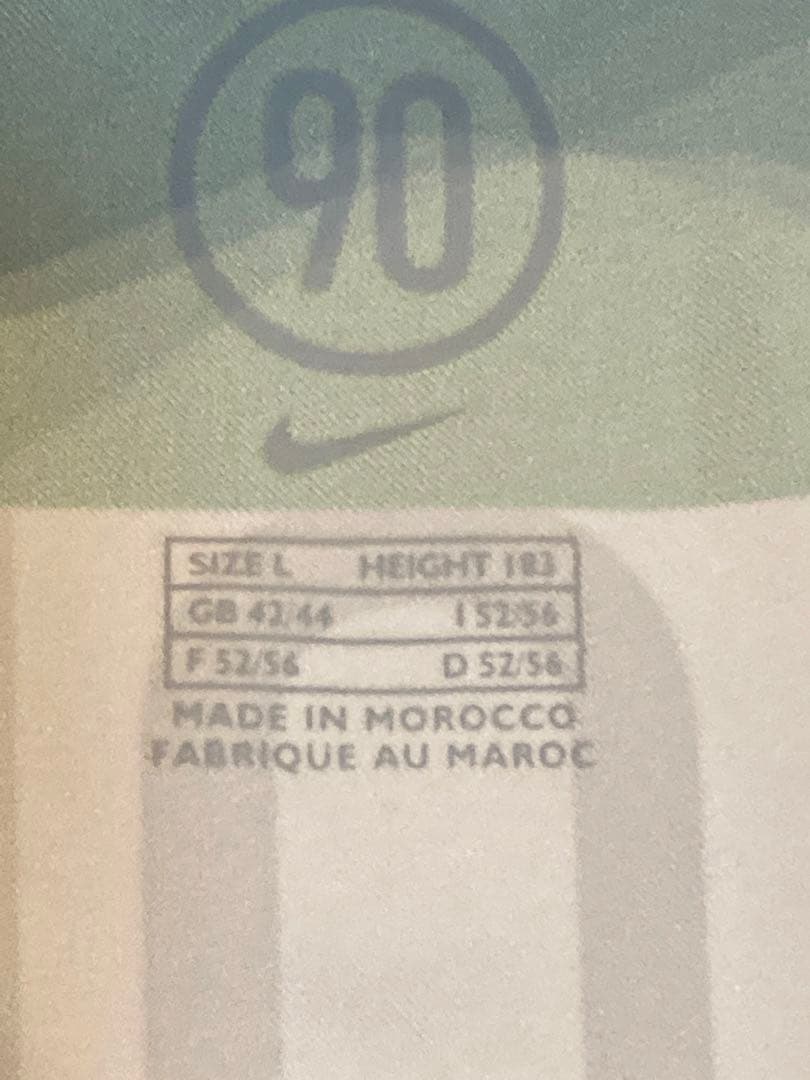 90
SIZE L HEIGHT 183
GB 42/44 I 52/56
F 52/56 D 52/56
MADE IN MOROCCO
FABRIQUE AU MAROC